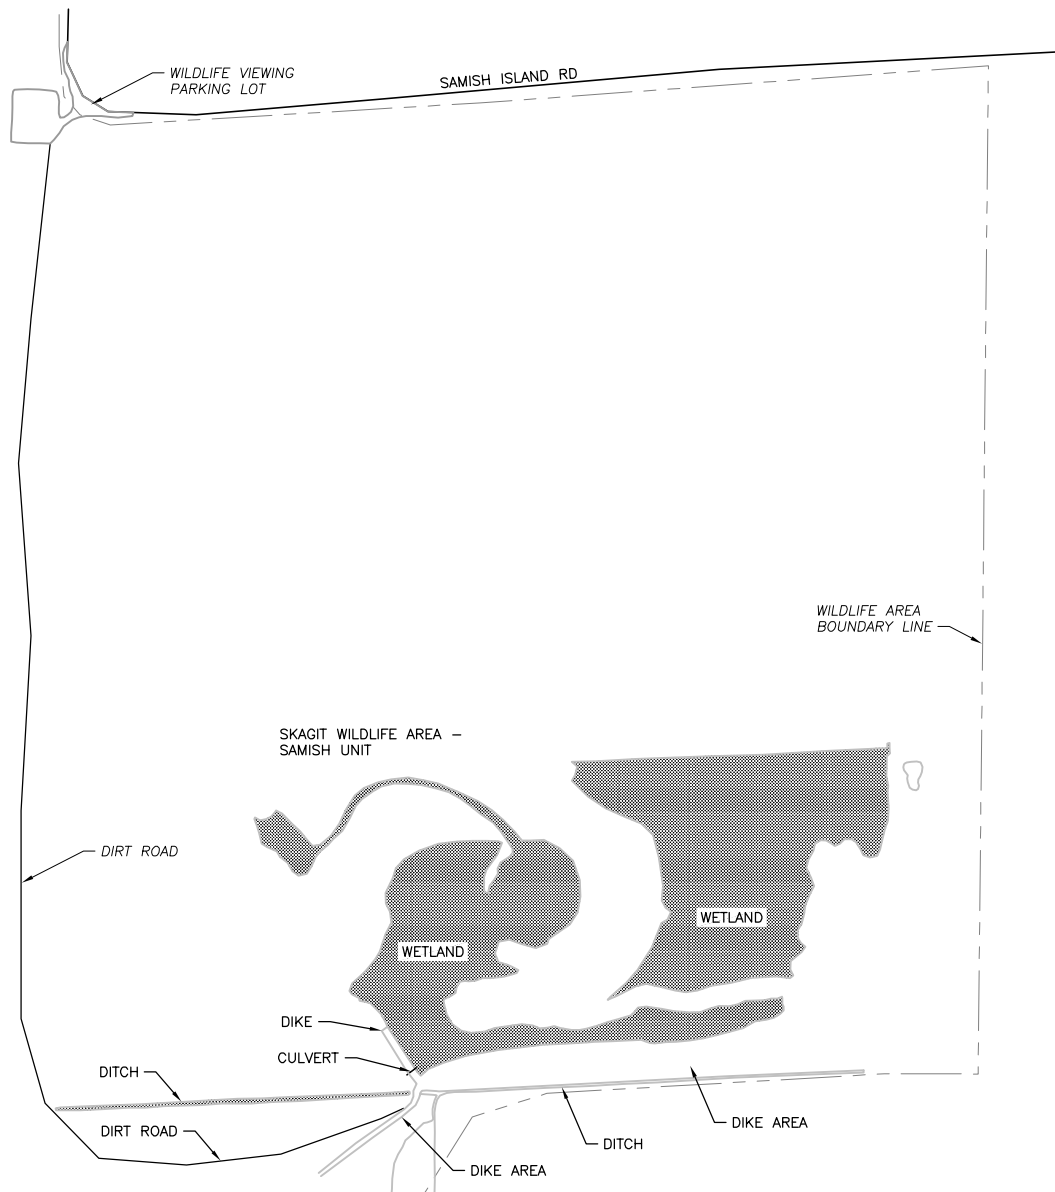 WILDLIFE VIEWING
PARKING LOT
SAMISH ISLAND RD
WILDLIFE AREA
BOUNDARY LINE
SKAGIT WILDLIFE AREA –
SAMISH UNIT
DIRT ROAD
WETLAND
WETLAND
DIKE
CULVERT
DITCH
DIRT ROAD
DIKE AREA
DITCH
DIKE AREA